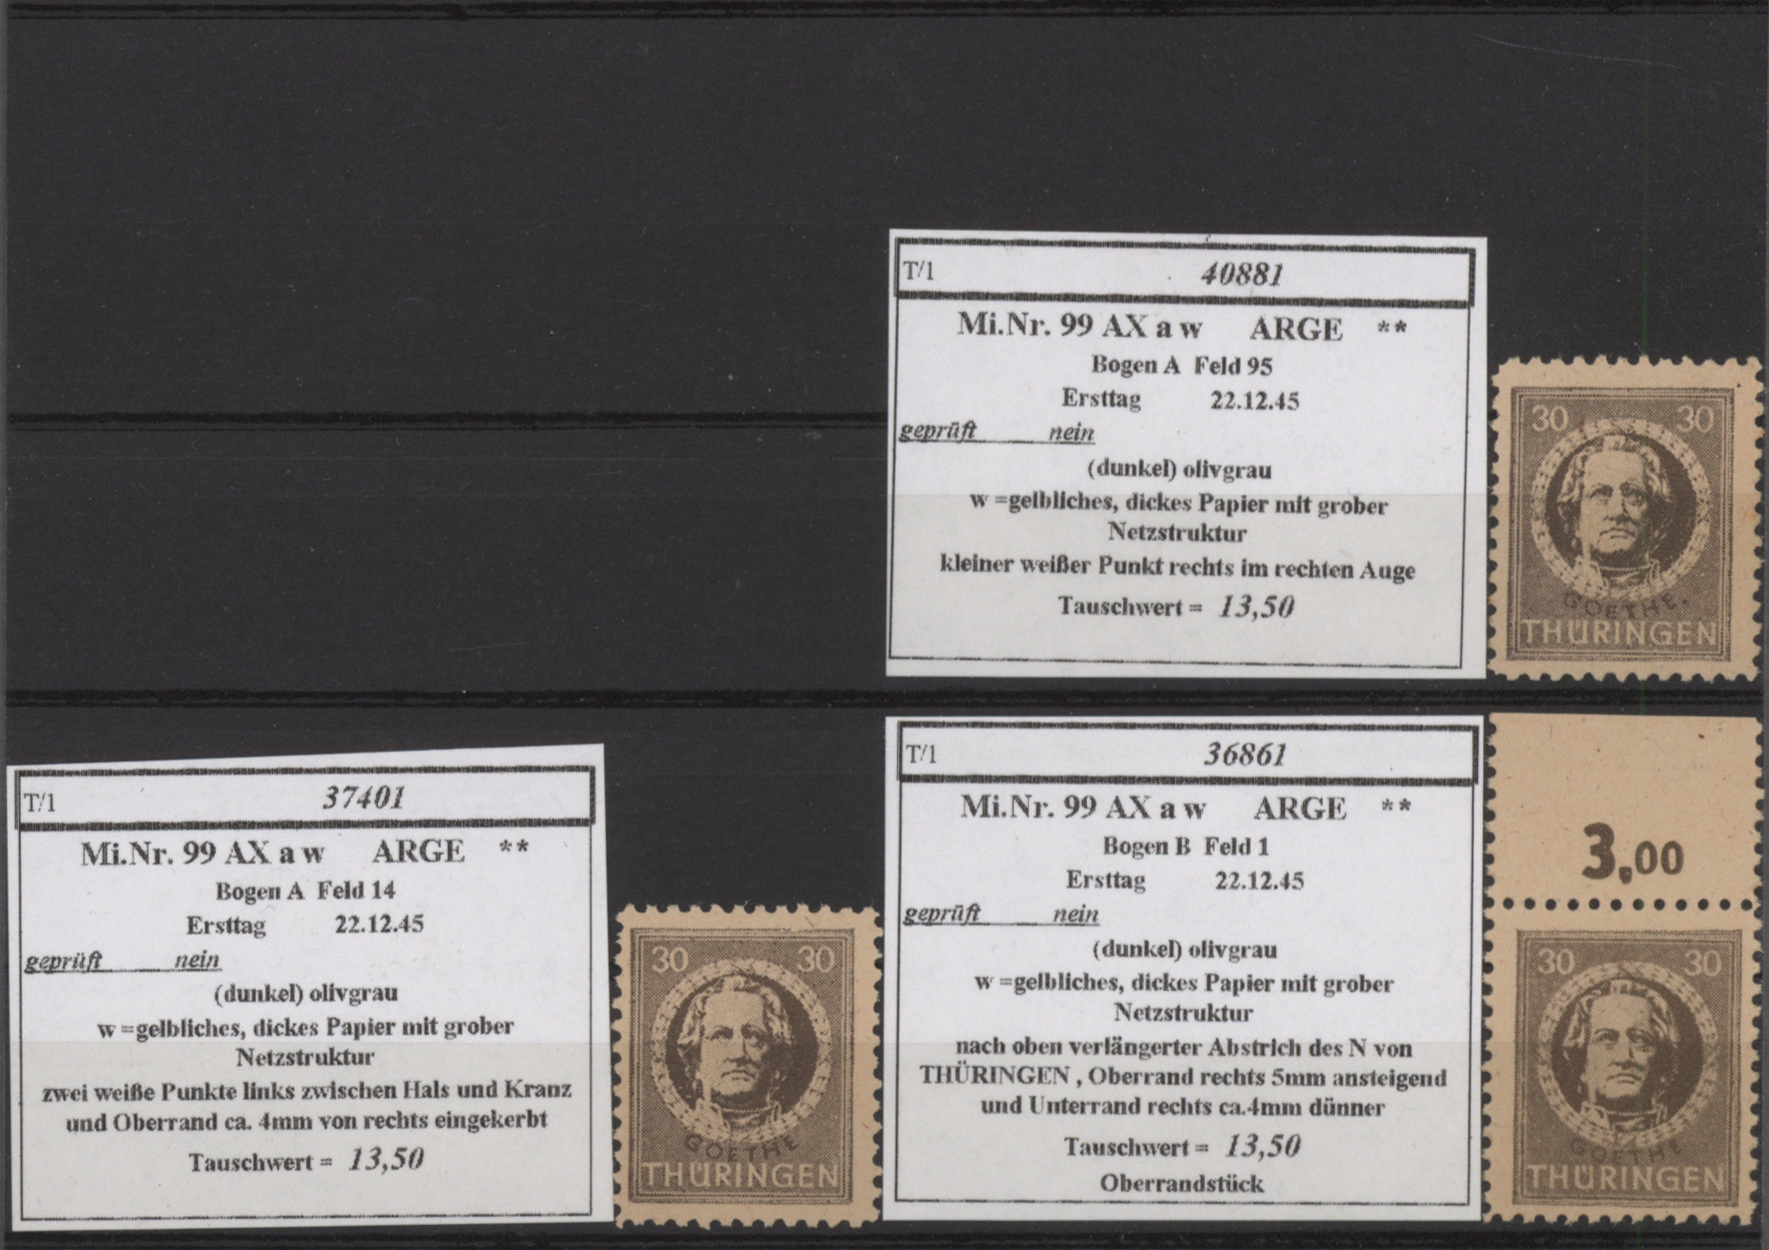 T/1 40881
Mi.Nr. 99 AX a w ARGE **
Bogen A Feld 95
Ersttag 22.12.45
geprüft nein
(dunkel) olivgrau
w =gelbliches, dickes Papier mit grober
Netzstruktur
kleiner weißer Punkt rechts im rechten Auge
Tauschwert = 13,50
30 30
GOETHE.
THÜRINGEN
T/1 37401
Mi.Nr. 99 AX a w ARGE **
Bogen A Feld 14
Ersttag 22.12.45
geprüft nein
(dunkel) olivgrau
w =gelbliches, dickes Papier mit grober
Netzstruktur
zwei weiße Punkte links zwischen Hals und Kranz
und Oberrand ca. 4mm von rechts eingekerbt
Tauschwert = 13,50
30 30
GOETHE
THÜRINGEN
T/1 36861
Mi.Nr. 99 AX a w ARGE **
Bogen B Feld 1
Ersttag 22.12.45
geprüft nein
(dunkel) olivgrau
w =gelbliches, dickes Papier mit grober
Netzstruktur
nach oben verlängerter Abstrich des N von
THÜRINGEN , Oberrand rechts 5mm ansteigend
und Unterrand rechts ca.4mm dünner
Tauschwert = 13,50
Oberrandstück
3,00
30 30
GOETHE
THÜRINGEN